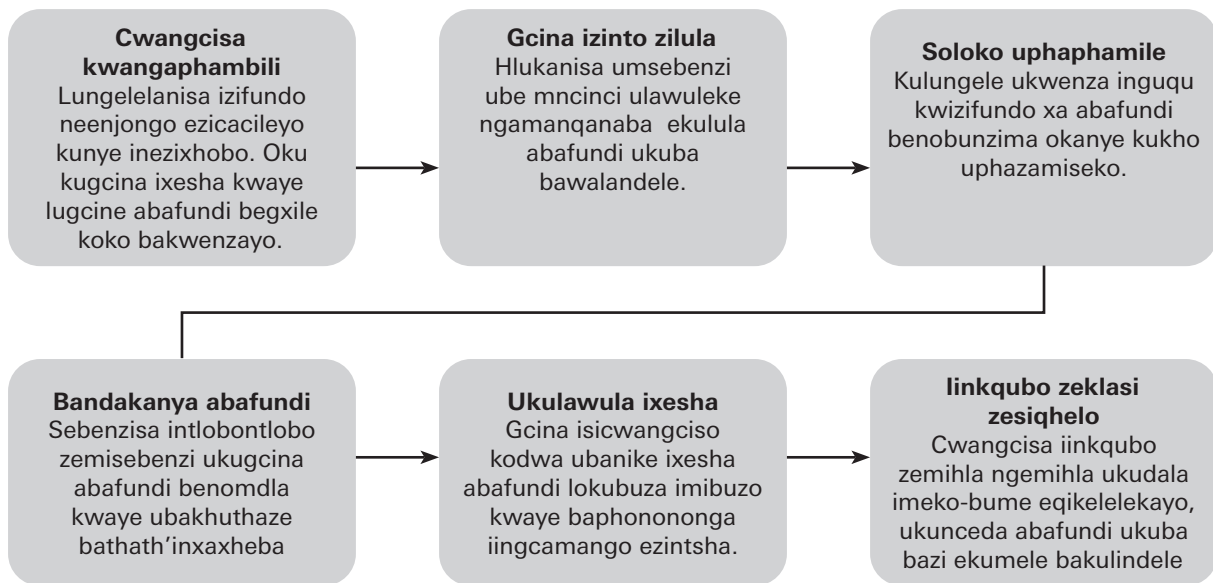 Cwangcisa
kwangaphambili
Lungelelanisa izifundo
neenjongo ezicacileyo
kunye inezixhobo. Oku
kugcina ixesha kwaye
lugcine abafundi begxile
koko bakwenzayo.
Gcina izinto zilula
Hlukanisa umsebenzi
ube mncinci ulawuleke
ngamanqanaba ekulula
abafundi ukuba
bawalandele.
Soloko uphaphamile
Kulungele ukwenza inguqu
kwizifundo xa abafundi
benobunzima okanye kukho
uphazamiseko.
Bandakanya abafundi
Sebenzisa intlobontlobo
zemisebenzi ukugcina
abafundi benomdla
kwaye ubakhuthaze
bathath'inxaxheba
Ukulawula ixesha
Gcina isicwangciso
kodwa ubanike ixesha
abafundi lokubuza imibuzo
kwaye baphonononga
iingcamango ezintsha.
Iinkqubo zeklasi
zesiqhelo
Cwangcisa iinkqubo
zemihla ngemihla ukudala
imeko-bume eqikelelekayo,
ukunceda abafundi ukuba
bazi ekumele bakulindele